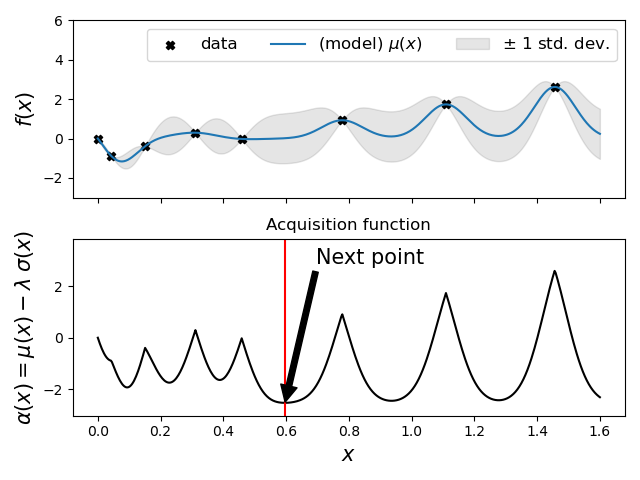 6
4
2
0
−2
f(x)
data
(model) μ(x)
± 1 std. dev.
Acquisition function
Next point
2
0
−2
α(x) = μ(x) − λ σ(x)
0.0 0.2 0.4 0.6 0.8 1.0 1.2 1.4 1.6
x